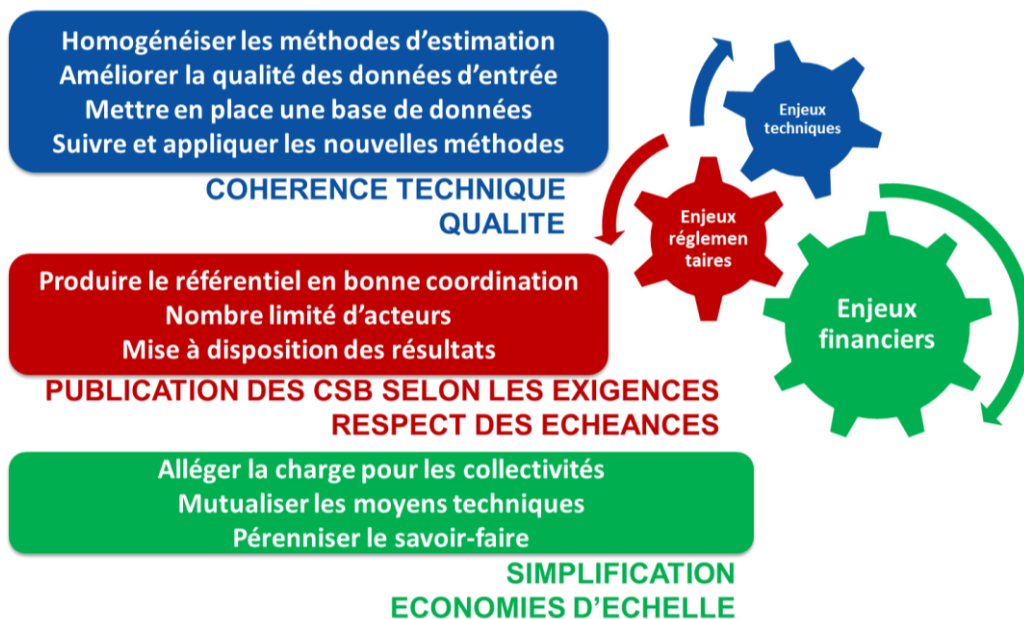 Homogénéiser les méthodes d'estimation
Améliorer la qualité des données d'entrée
Mettre en place une base de données
Suivre et appliquer les nouvelles méthodes
COHERENCE TECHNIQUE
QUALITE
Enjeux
techniques
Enjeux
réglemen
taires
Enjeux
financiers
Produire le référentiel en bonne coordination
Nombre limité d'acteurs
Mise à disposition des résultats
PUBLICATION DES CSB SELON LES EXIGENCES
RESPECT DES ECHEANCES
Alléger la charge pour les collectivités
Mutualiser les moyens techniques
Pérenniser le savoir-faire
SIMPLIFICATION
ECONOMIES D'ECHELLE